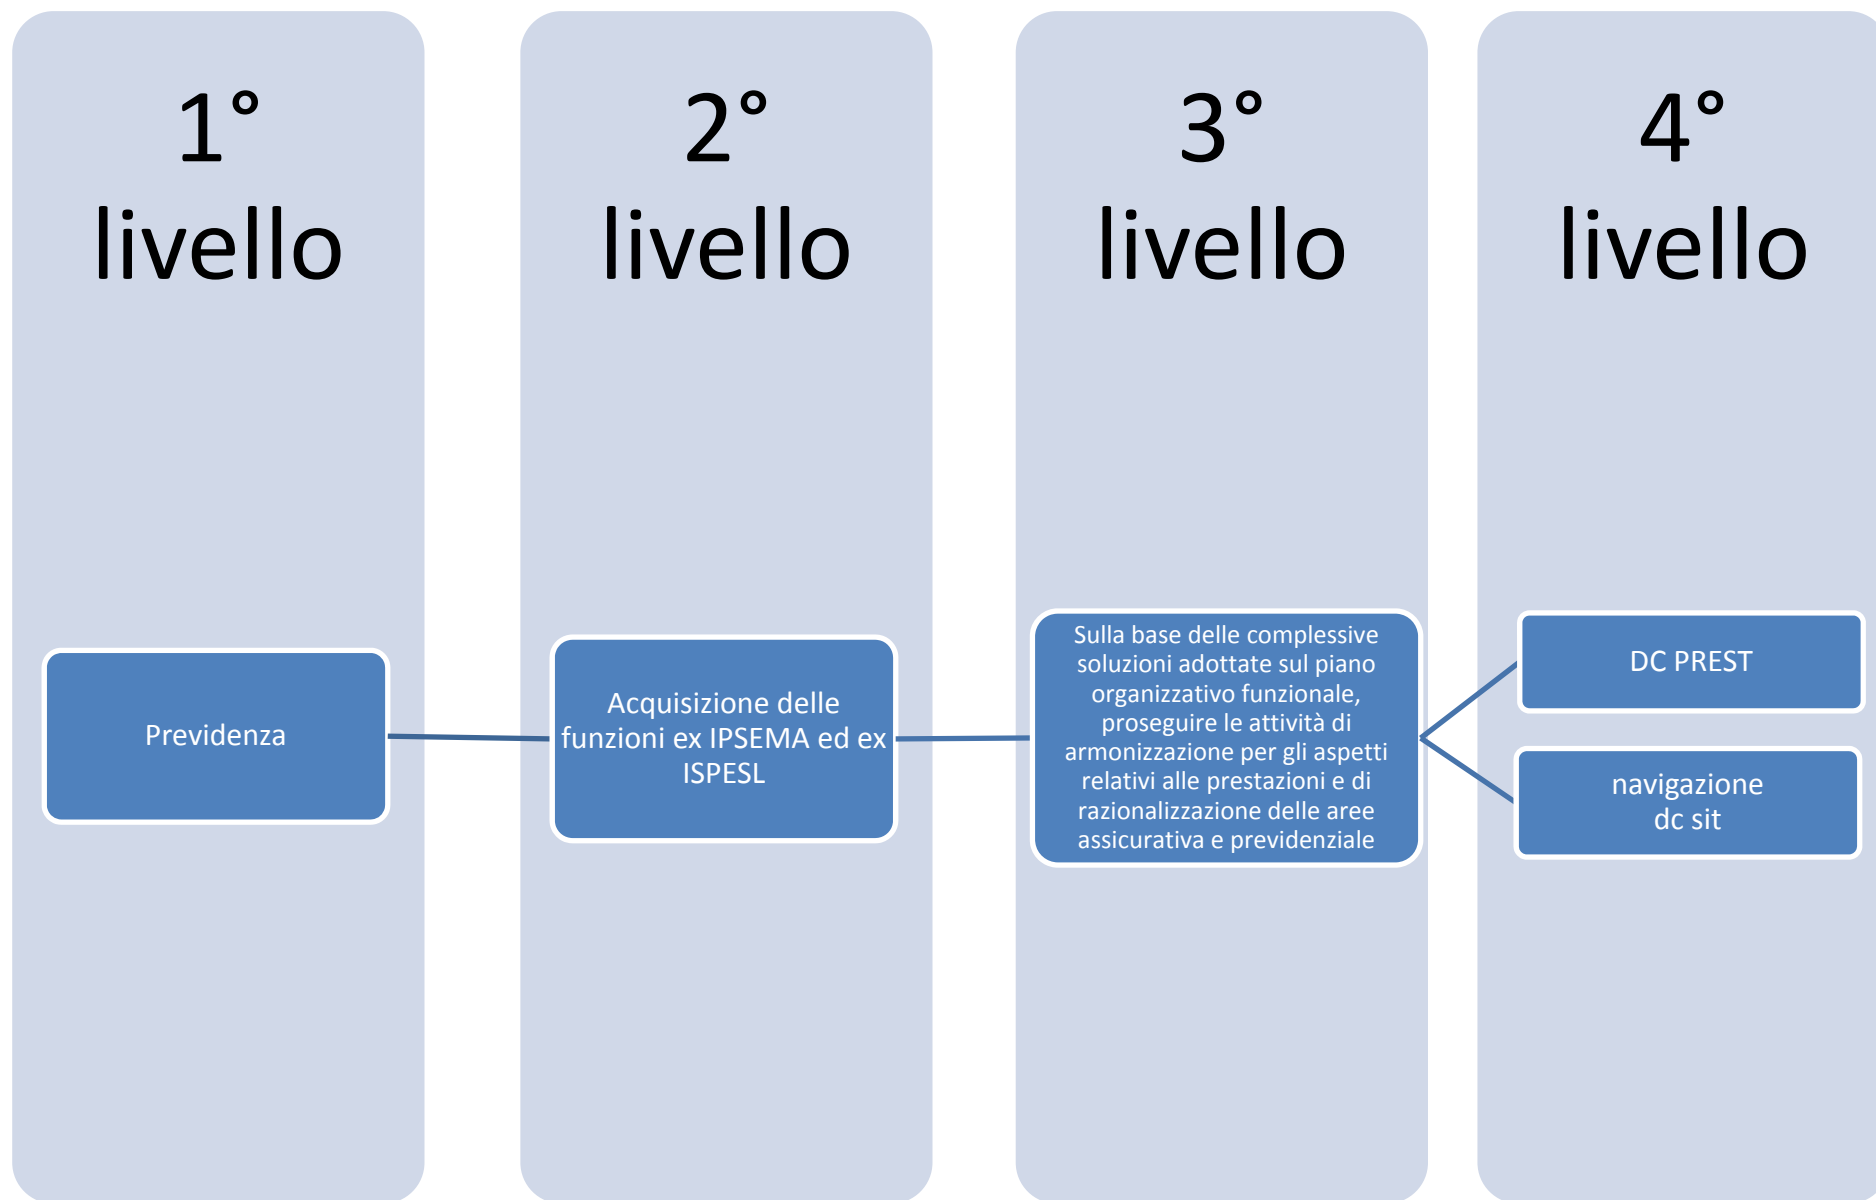 1°
livello
2°
livello
3°
livello
4°
livello
Previdenza
Acquisizione delle
funzioni ex IPSEMA ed ex
ISPESL
Sulla base delle complessive
soluzioni adottate sul piano
organizzativo funzionale,
proseguire le attività di
armonizzazione per gli aspetti
relativi alle prestazioni e di
razionalizzazione delle aree
assicurativa e previdenziale
DC PREST
navigazione
dc sit